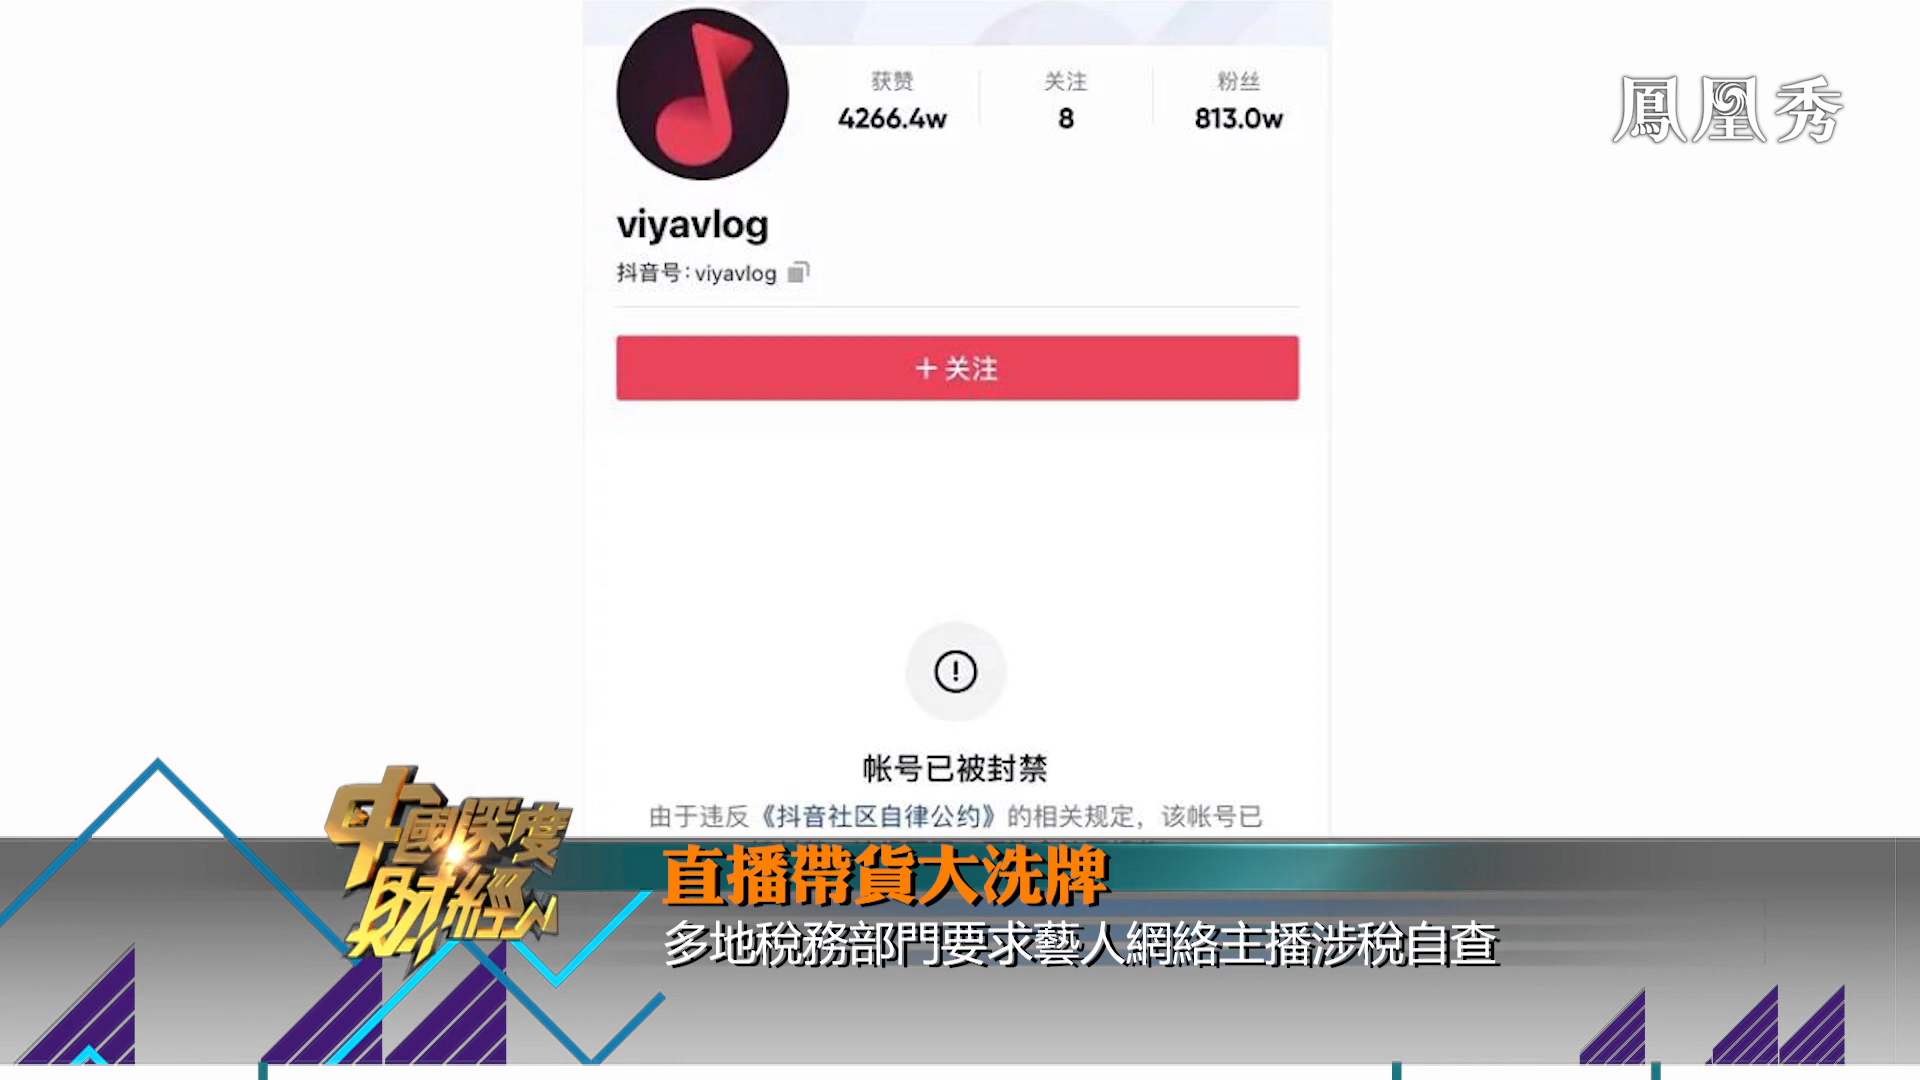 获赞
关注
粉丝
4266.4w
8
813.0w
鳳凰秀
viyavlog
抖音号: viyavlog
+ 关注
帐号已被封禁
由于违反《抖音社区自律公约》的相关规定，该帐号已
中國深度
財經
直播帶貨大洗牌
多地稅務部門要求藝人網絡主播涉稅自查